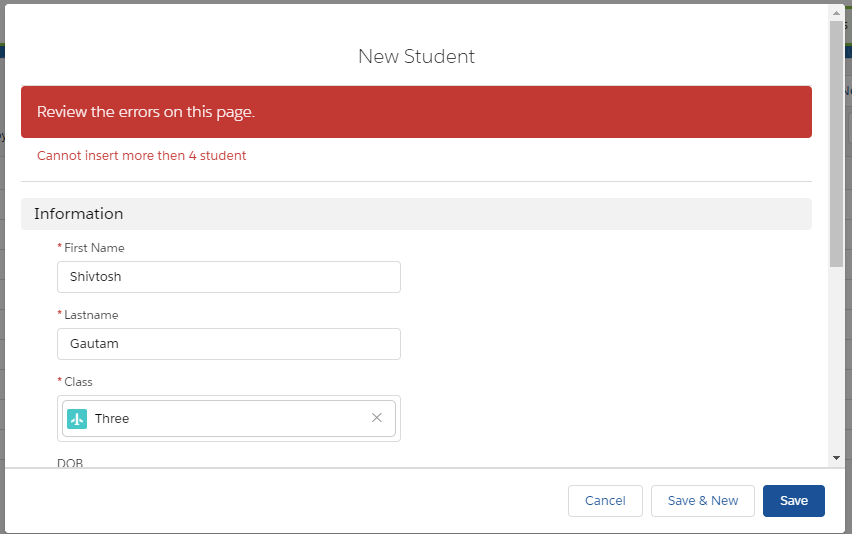 New Student
Review the errors on this page.
Cannot insert more then 4 student
Information
* First Name
Shivtosh
* Lastname
Gautam
* Class
Three
DOB
Cancel
Save & New
Save